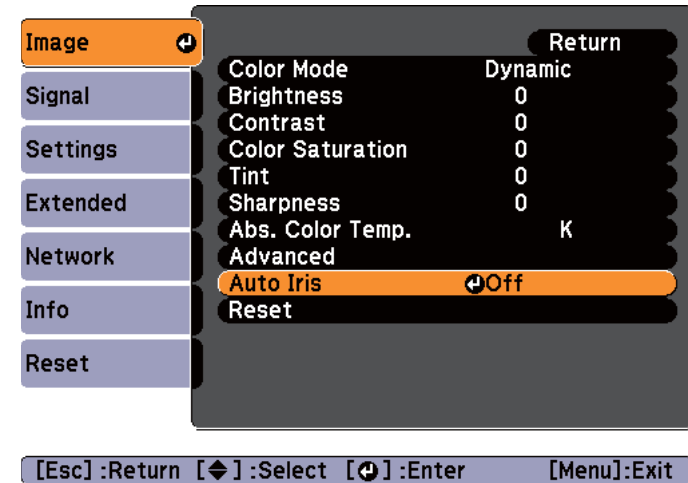 Image
Signal
Settings
Extended
Network
Info
Reset
Return
Color Mode Dynamic
Brightness 0
Contrast 0
Color Saturation 0
Tint 0
Sharpness 0
Abs. Color Temp. K
Advanced
Auto Iris Off
Reset
[Esc] :Return [◆] :Select [↵] :Enter [Menu]:Exit